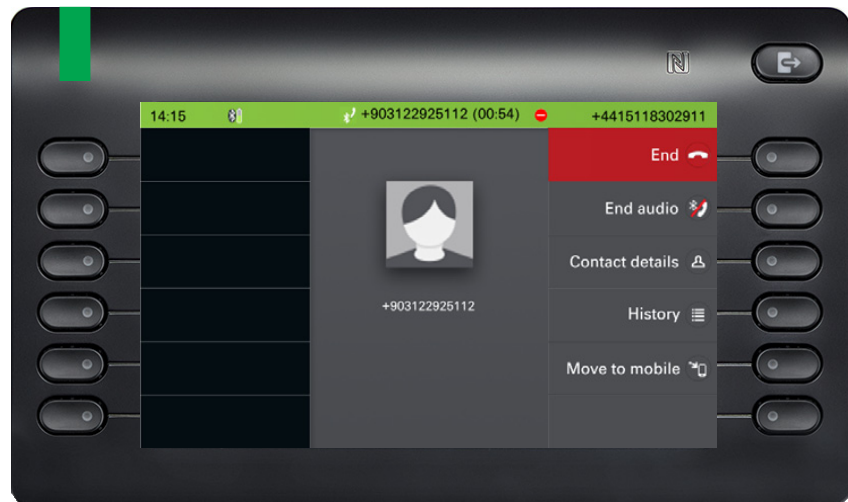 14:15
+903122925112 (00:54)
+4415118302911
End
End audio
Contact details
+903122925112
History
Move to mobile